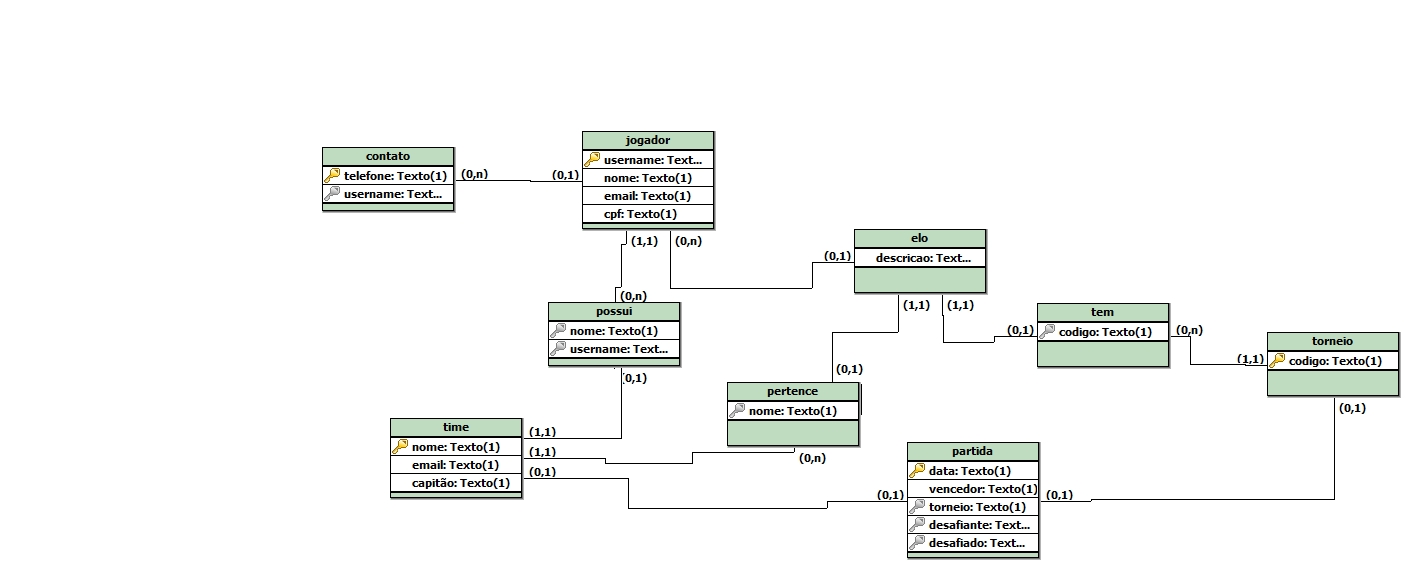 jogador
username: Text...
nome: Texto(1)
email: Texto(1)
cpf: Texto(1)
contato
telefone: Texto(1)
username: Text...
(0,n)
(0,1)
(1,1)
(0,n)
(0,1)
elo
descricao: Text...
(0,n)
possui
nome: Texto(1)
username: Text...
(0,1)
(1,1)
(1,1)
(0,1)
tem
codigo: Texto(1)
(0,n)
(1,1)
torneio
codigo: Texto(1)
(0,1)
(0,1)
pertence
nome: Texto(1)
(0,n)
time
nome: Texto(1)
email: Texto(1)
capitão: Texto(1)
(1,1)
(1,1)
(0,1)
(0,1)
partida
data: Texto(1)
vencedor: Texto(1)
torneio: Texto(1)
desafiante: Text...
desafiado: Text...
(0,1)